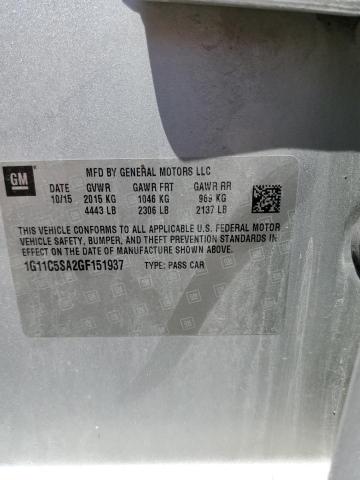 GM
MFD BY GENERAL MOTORS LLC
DATE GVWR GAWR FRT GAWR RR
10/15 2015 KG 1046 KG 969 KG
4443 LB 2306 LB 2137 LB
THIS VEHICLE CONFORMS TO ALL APPLICABLE U.S. FEDERAL MOTOR
VEHICLE SAFETY, BUMPER, AND THEFT PREVENTION STANDARDS
IN EFFECT ON THE DATE OF MANUFACTURE SHOWN ABOVE.
1G11C5SA2GF151937 TYPE: PASS CAR